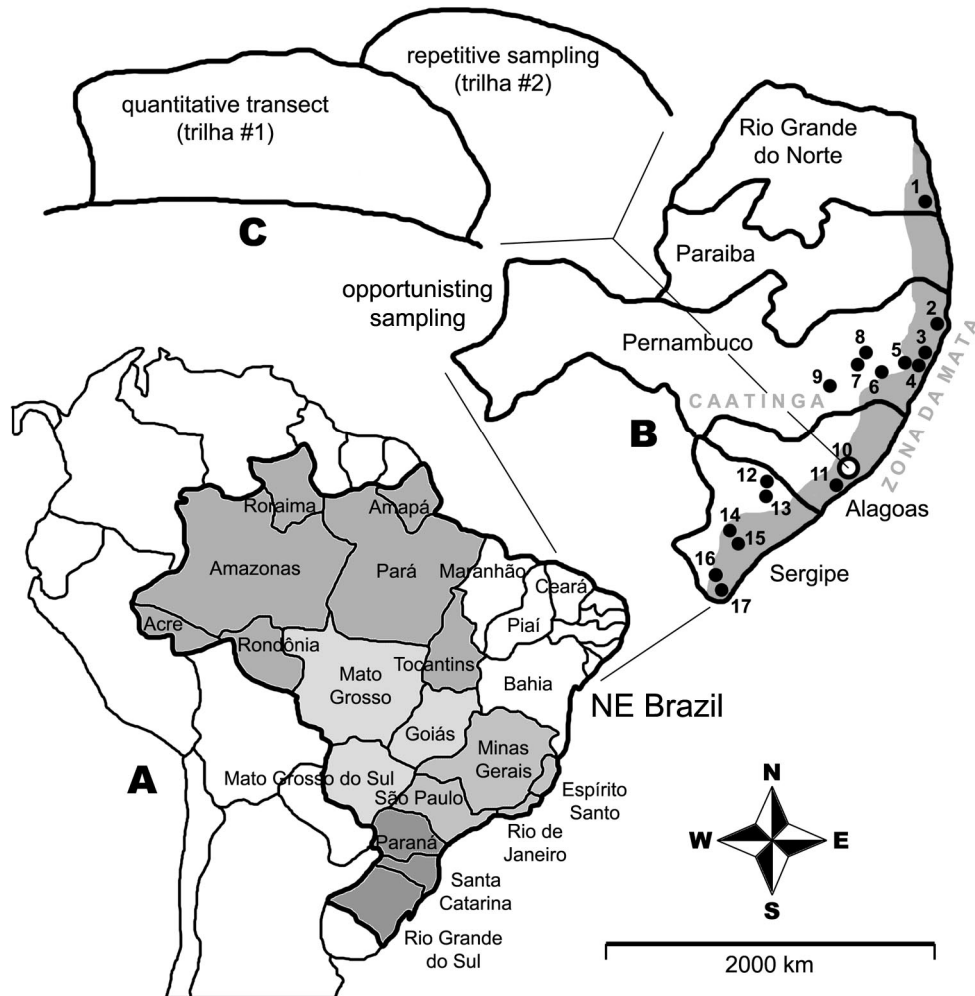 repetitive sampling
(trilha #2)
quantitative transect
(trilha #1)
C
opportunisting
sampling
Rio Grande
do Norte
1
Paraiba
Pernambuco
2
3
4
5
6
7
8
9
CAATINGA
ZONA DA MATA
B
10
11
Alagoas
12
13
14
15
Sergipe
16
17
NE Brazil
Roraima
Amapá
Amazonas
Pará
Maranhão
Ceará
Piaí
Acre
Rondônia
Tocantins
Mato
Grosso
Bahia
Goiás
Minas
Gerais
A
Mato Grosso do Sul
São Paulo
Espírito
Santo
Rio de
Janeiro
Paraná
Santa
Catarina
Rio Grande
do Sul
N
W
E
S
2000 km